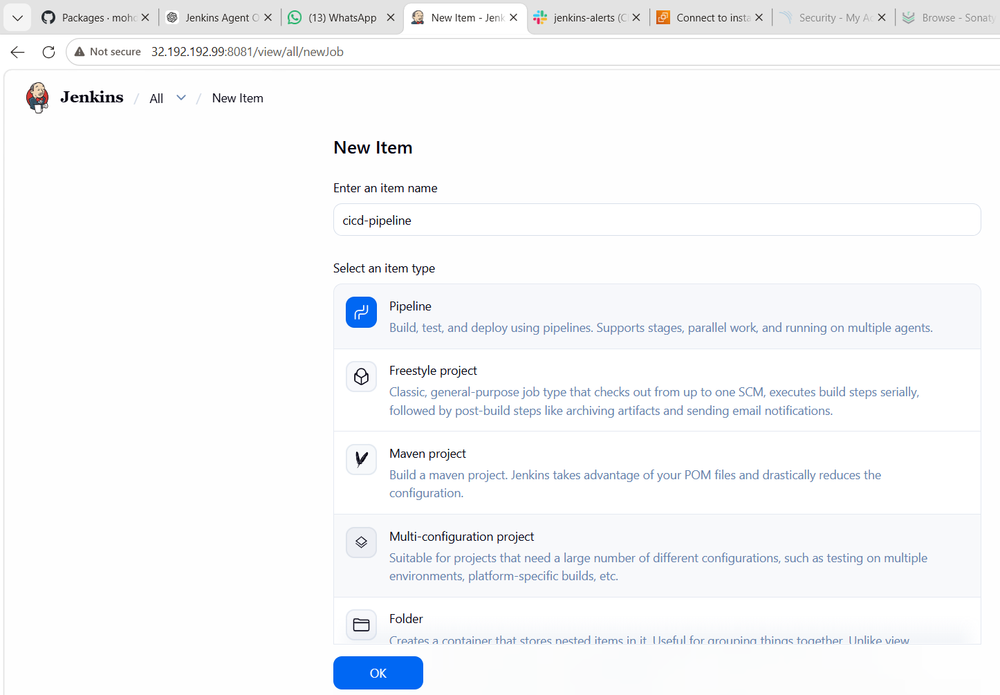 Packages · moho
Jenkins Agent O
(13) WhatsApp
New Item - Jenk
jenkins-alerts (C
Connect to insta
Security - My Ac
Browse - Sonaty
Not secure
32.192.192.99:8081/view/all/newJob
Jenkins / All / New Item
New Item
Enter an item name
cicd-pipeline
Select an item type
Pipeline
Build, test, and deploy using pipelines. Supports stages, parallel work, and running on multiple agents.
Freestyle project
Classic, general-purpose job type that checks out from up to one SCM, executes build steps serially,
followed by post-build steps like archiving artifacts and sending email notifications.
Maven project
Build a maven project. Jenkins takes advantage of your POM files and drastically reduces the
configuration.
Multi-configuration project
Suitable for projects that need a large number of different configurations, such as testing on multiple
environments, platform-specific builds, etc.
Folder
Creates a container that stores nested items in it. Useful for grouping things together. Unlike view
OK